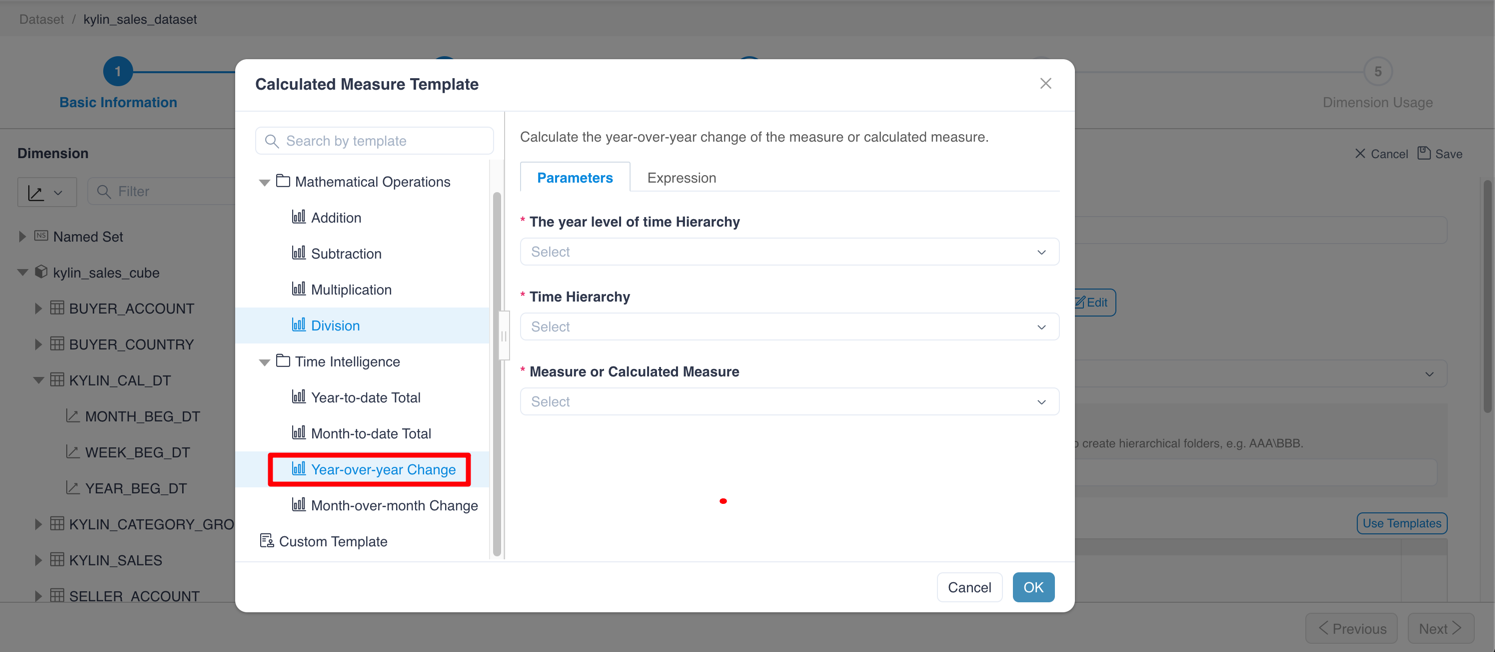 Dataset / kylin_sales_dataset
1
Basic Information
5
Dimension Usage
Dimension
Filter
Named Set
kylin_sales_cube
BUYER_ACCOUNT
BUYER_COUNTRY
KYLIN_CAL_DT
MONTH_BEG_DT
WEEK_BEG_DT
YEAR_BEG_DT
KYLIN_CATEGORY_GRO
KYLIN_SALES
SELLER_ACCOUNT
Calculated Measure Template
Search by template
Mathematical Operations
Addition
Subtraction
Multiplication
Division
Time Intelligence
Year-to-date Total
Month-to-date Total
Year-over-year Change
Month-over-month Change
Custom Template
Calculate the year-over-year change of the measure or calculated measure.
Parameters Expression
* The year level of time Hierarchy
Select
* Time Hierarchy
Select
* Measure or Calculated Measure
Select
Cancel OK
Cancel Save
Edit
create hierarchical folders, e.g. AAA\BBB.
Use Templates
Previous Next